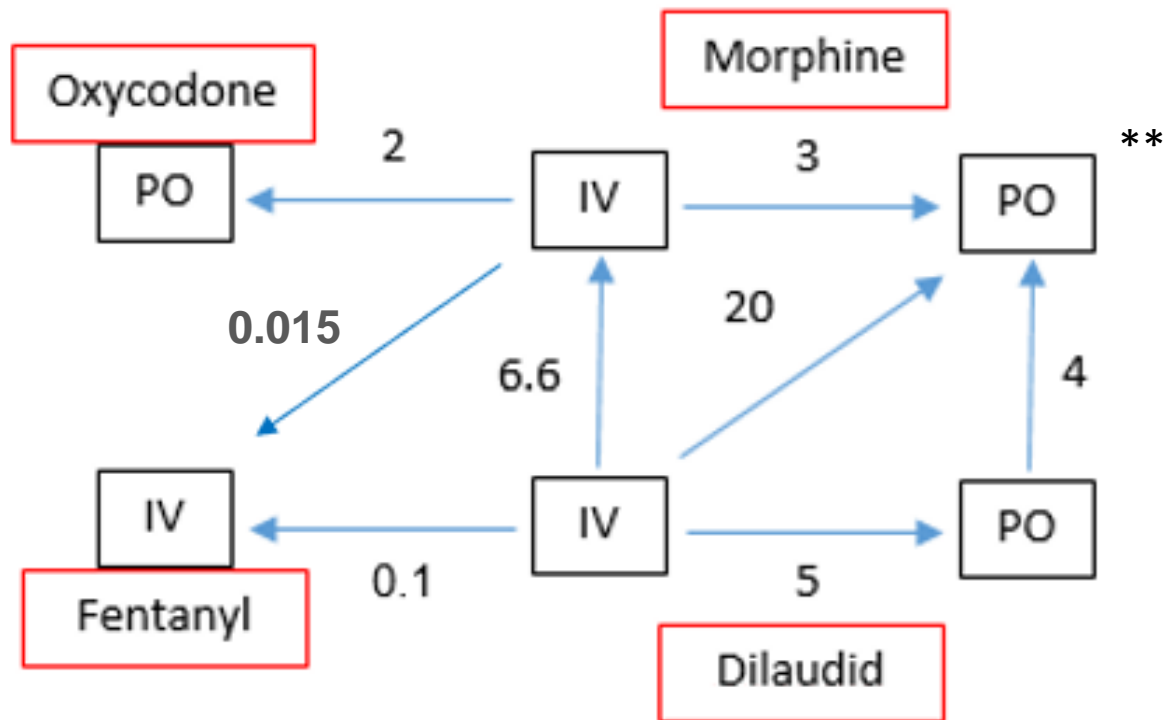 Oxycodone
Morphine
PO
2
IV
3
PO
**
0.015
6.6
20
4
IV
0.1
IV
5
PO
Fentanyl
Dilaudid